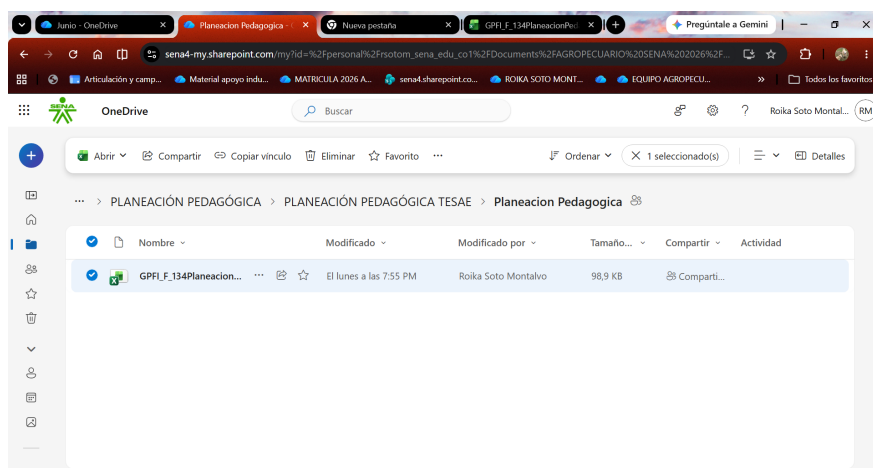 Junio - OneDrive
Planeacion Pedagogica - 
Nueva pestaña
GPFI_F_134PlaneacionPed
Pregúntale a Gemini
sena4-my.sharepoint.com/my?id=%2Fpersonal%2Frsotom_sena_edu_co1%2FDocuments%2FAGROPECUARIO%20SENA%202026%2F...
Articulación y camp...
Material apoyo indu...
MATRICULA 2026 A...
sena4.sharepoint.co...
ROIKA SOTO MONT...
EQUIPO AGROPECU...
»
Todos los favoritos
SENA
OneDrive
Buscar
?
Roika Soto Montal...
RM
Abrir
Compartir
Copiar vínculo
Eliminar
Favorito
...
Ordenar
1 seleccionado(s)
Detalles
... > PLANEACIÓN PEDAGÓGICA > PLANEACIÓN PEDAGÓGICA TESAE > Planeacion Pedagogica
Nombre
Modificado
Modificado por
Tamaño...
Compartir
Actividad
GPFI_F_134Planeacion...
...
El lunes a las 7:55 PM
Roika Soto Montalvo
98,9 KB
Comparti...